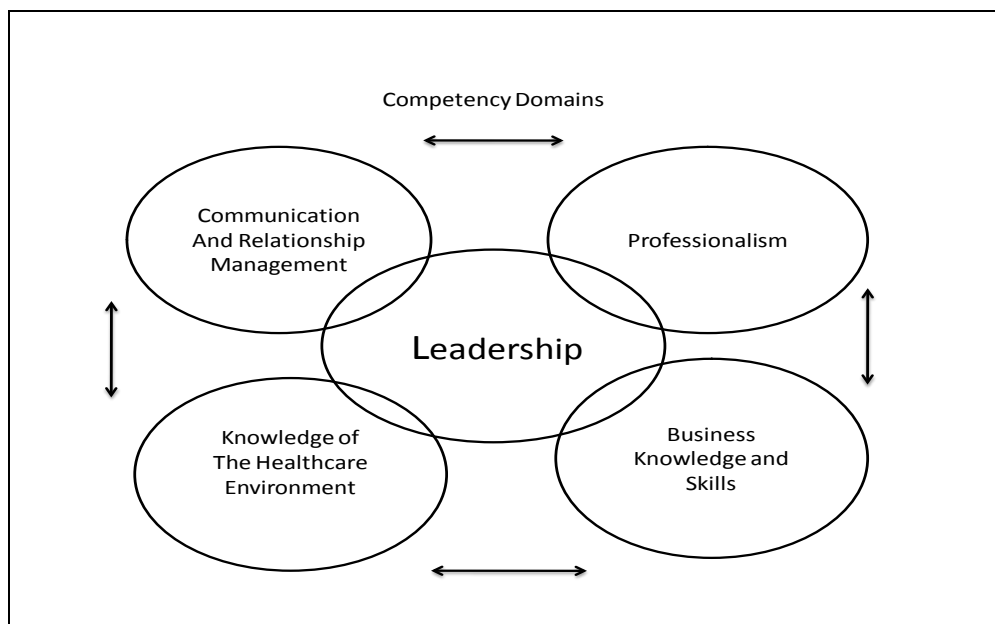 Competency Domains
Communication
And Relationship
Management
Professionalism
Leadership
Knowledge of
The Healthcare
Environment
Business
Knowledge and
Skills